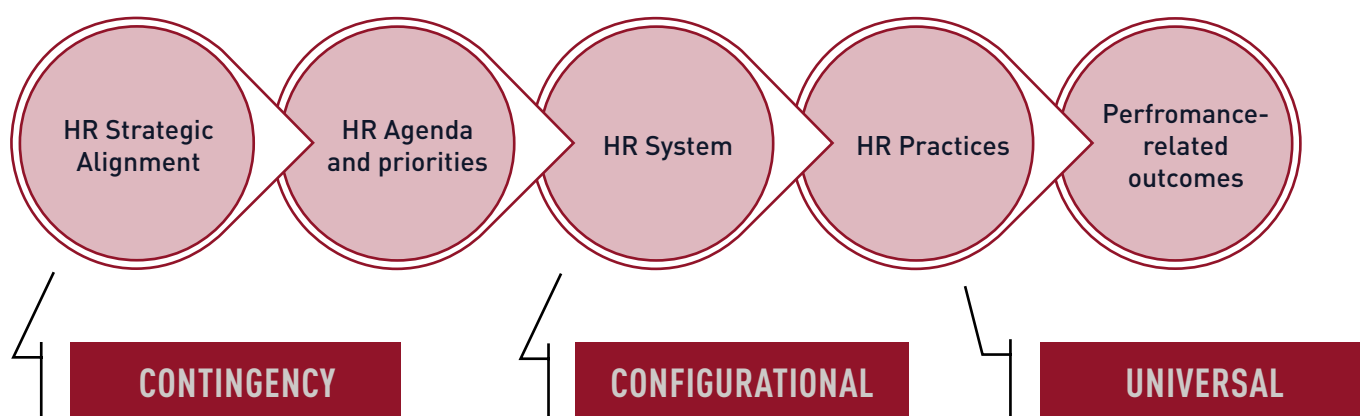 HR Strategic
Alignment
HR Agenda
and priorities
HR System
HR Practices
Perfromance-
related
outcomes
CONTINGENCY
CONFIGURATIONAL
UNIVERSAL